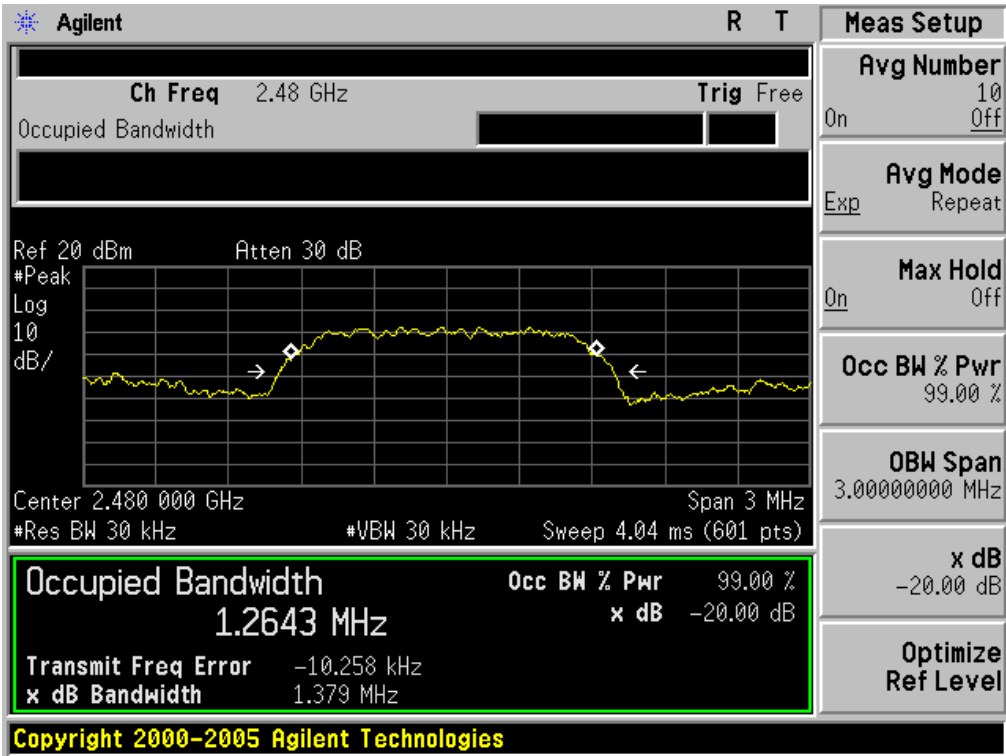 Agilent R T
Ch Freq 2.48 GHz Trig Free
Occupied Bandwidth
Ref 20 dBm Atten 30 dB
#Peak
Log
10
dB/
Center 2.480 000 GHz Span 3 MHz
#Res BW 30 kHz #VBW 30 kHz Sweep 4.04 ms (601 pts)
Occupied Bandwidth Occ BW % Pwr 99.00 %
1.2643 MHz x dB -20.00 dB
Transmit Freq Error -10.258 kHz
x dB Bandwidth 1.379 MHz
Copyright 2000-2005 Agilent Technologies
Meas Setup
Avg Number
10
On Off
Avg Mode
Exp Repeat
Max Hold
On Off
Occ BW % Pwr
99.00 %
OBW Span
3.00000000 MHz
x dB
-20.00 dB
Optimize
Ref Level